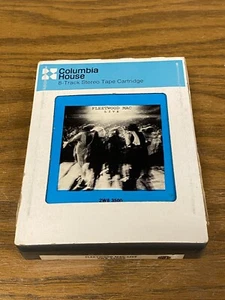 Columbia
House
8-Track Stereo Tape Cartridge
FLEETWOOD MAC
LIVE